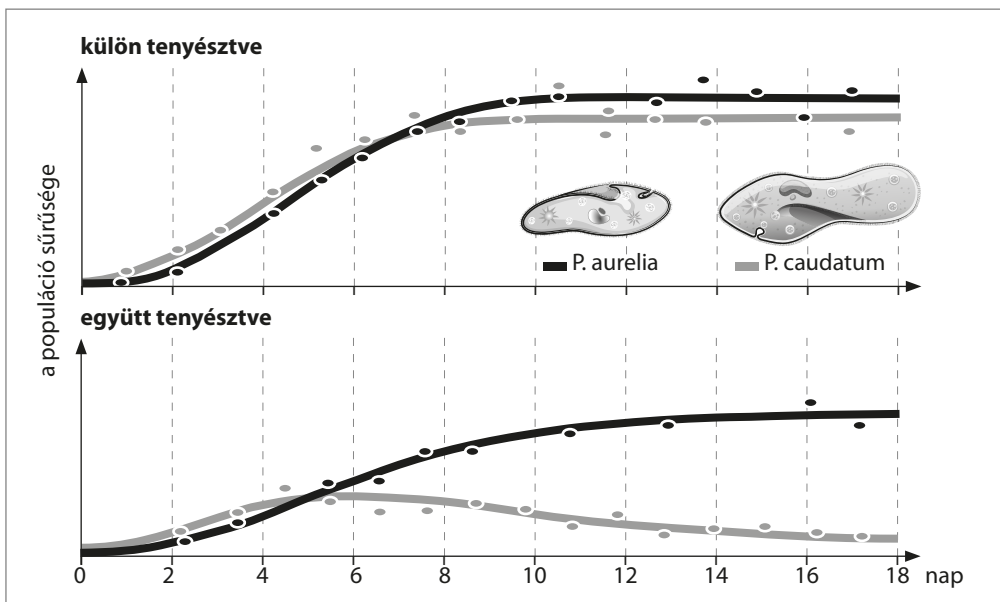 külön tenyésztve
a populáció sűrűsége
P. aurelia
P. caudatum
együtt tenyésztve
0 2 4 6 8 10 12 14 16 18 nap